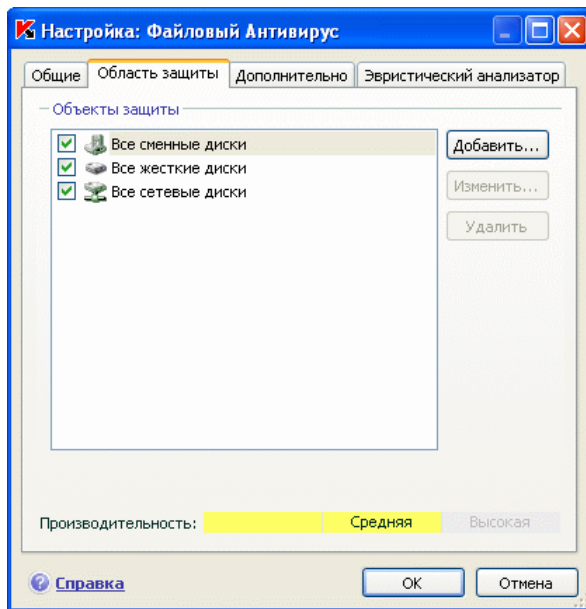 Настройка: Файловый Антивирус
Общие
Область защиты
Дополнительно
Эвристический анализатор
Объекты защиты
Все сменные диски
Все жесткие диски
Все сетевые диски
Добавить...
Изменить...
Удалить
Производительность:
Средняя
Высокая
Справка
ОК
Отмена